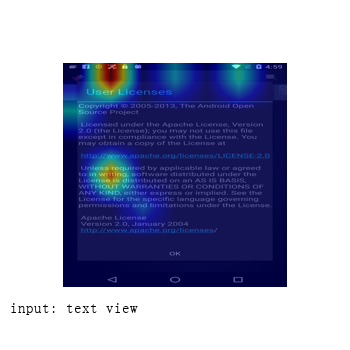 4:59
User Licenses
Copyright © 2005-2013, The Android Open
Source Project
Licensed under the Apache License, Version
2.0 (the License); you may not use this file
except in compliance with the License. You
may obtain a copy of the License at
http://www.apache.org/licenses/LICENSE-2.0
Unless required by applicable law or agreed
to in writing, software distributed under the
License is distributed on an AS IS BASIS,
WITHOUT WARRANTIES OR CONDITIONS OF
ANY KIND, either express or implied. See the
License for the specific language governing
permissions and limitations under the License.
Apache License
Version 2.0, January 2004
http://www.apache.org/licenses/
OK
input: text view